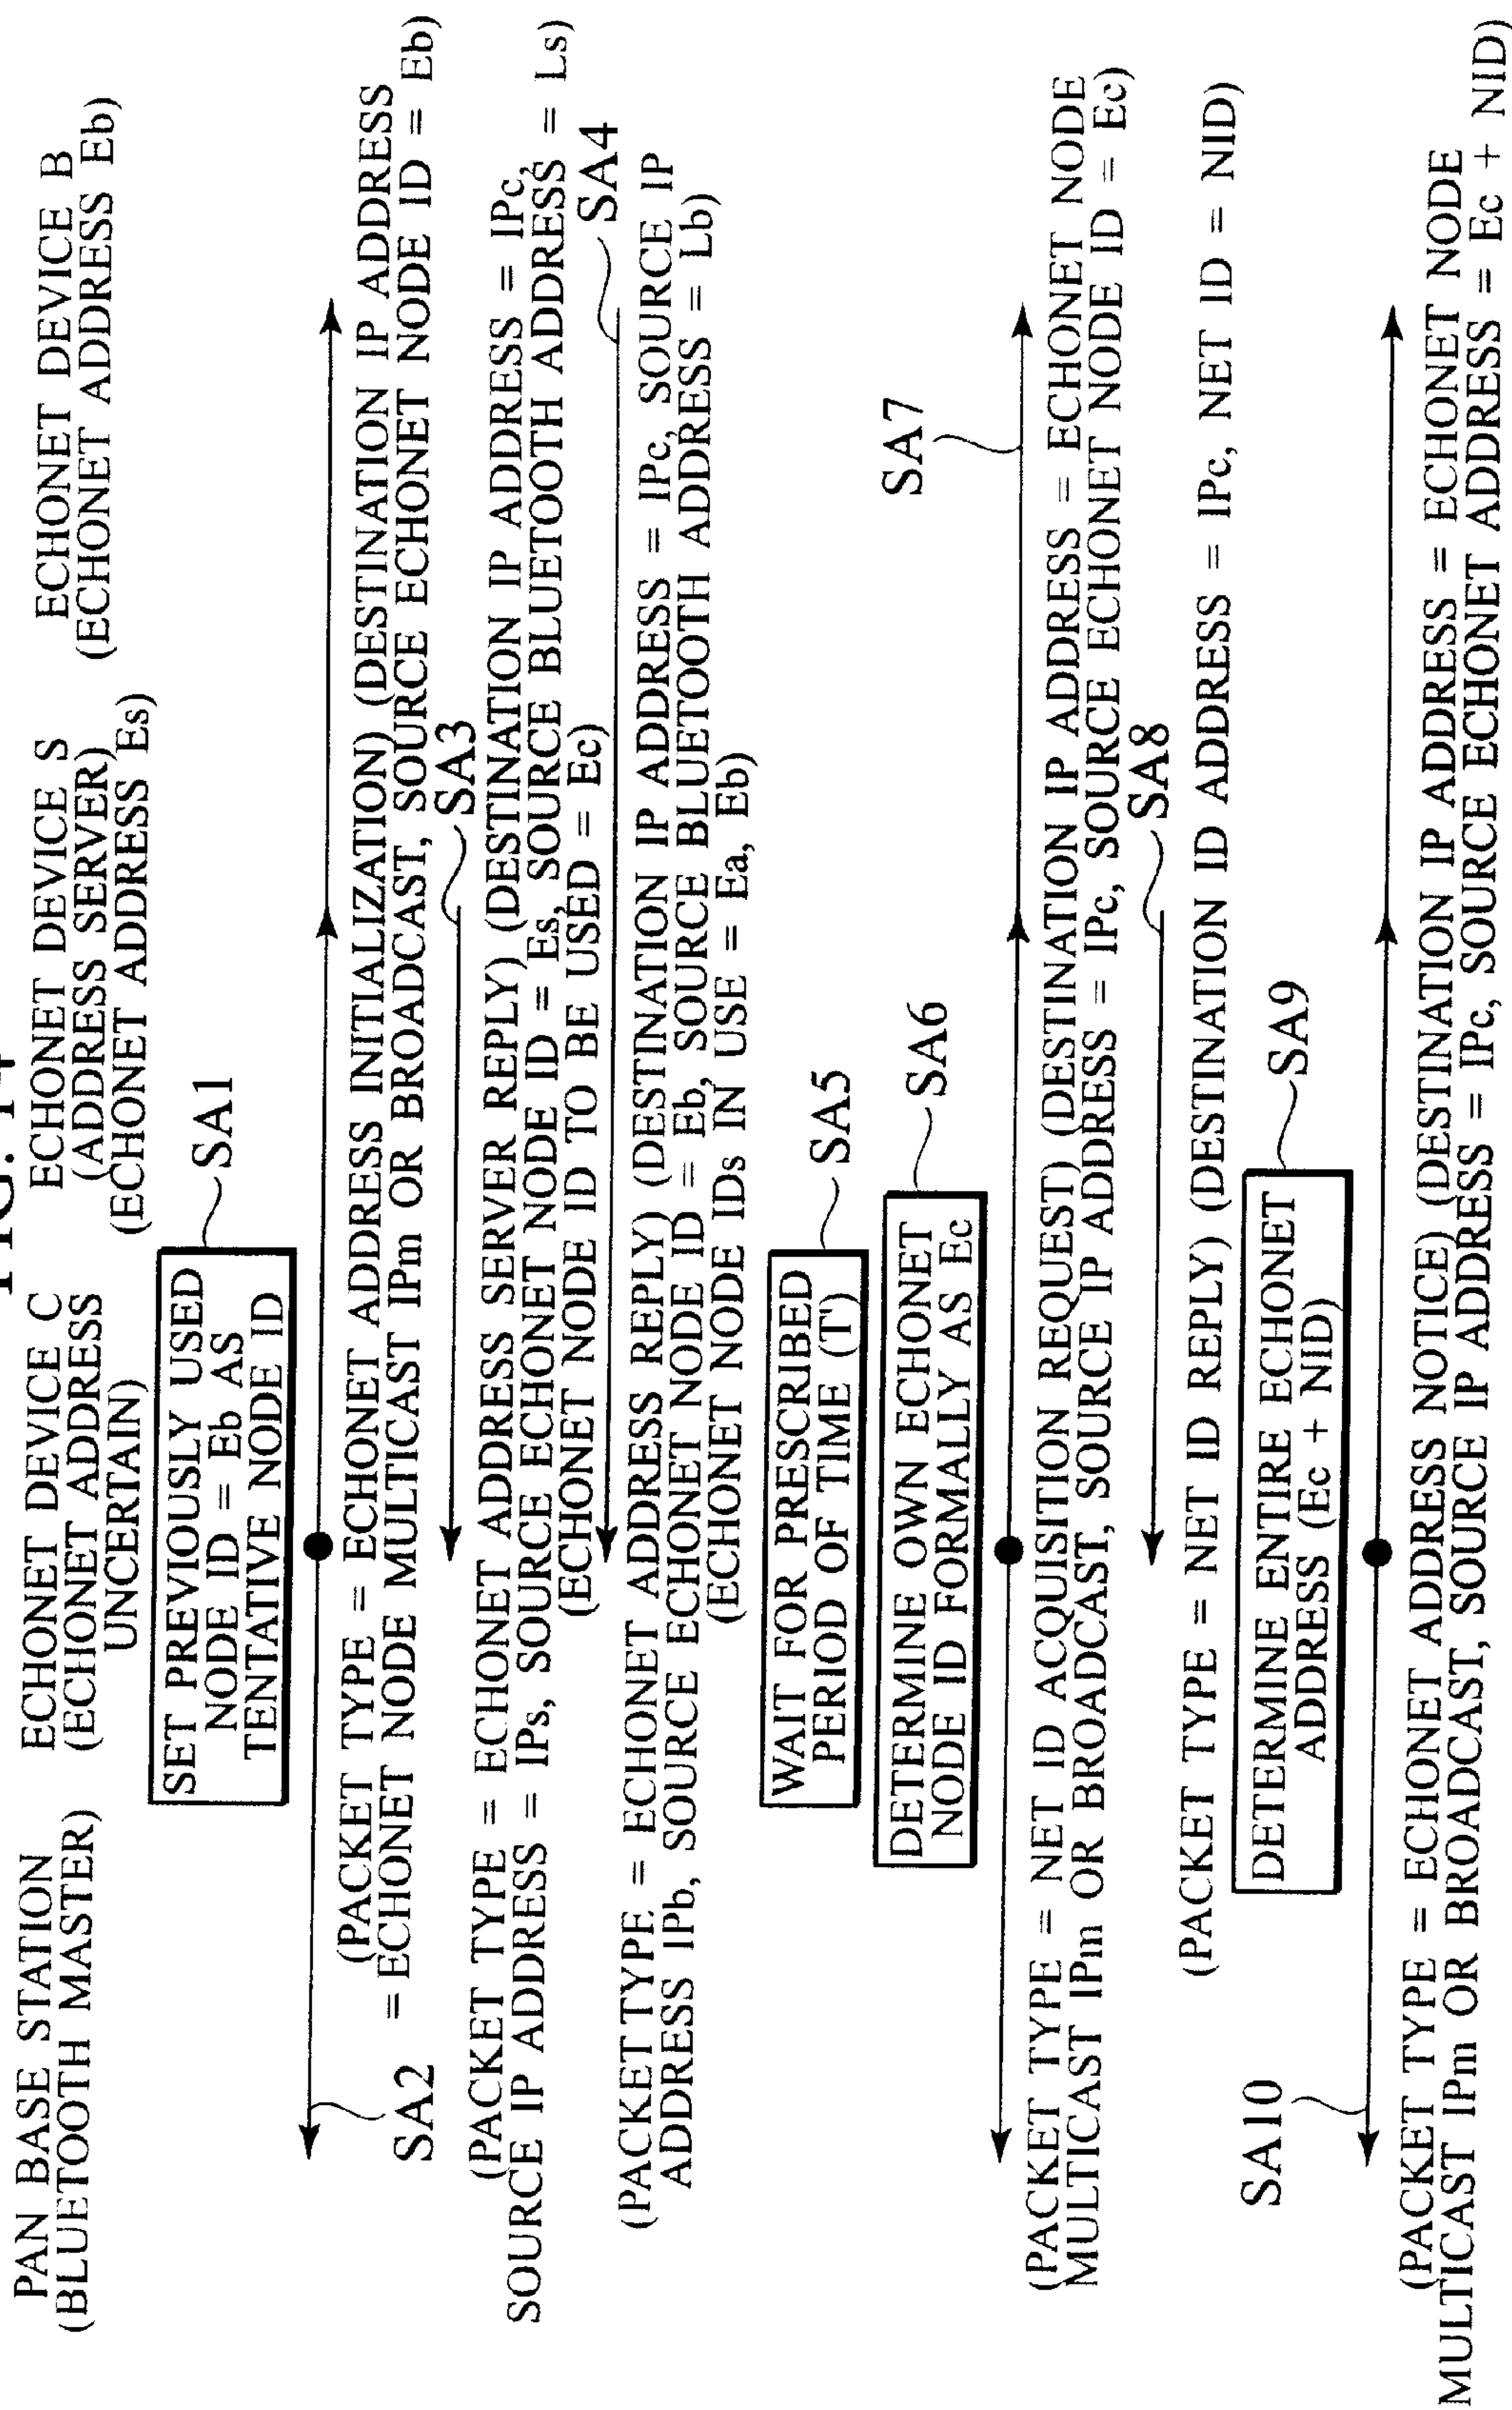 FIG. 14
PAN BASE STATION
(BLUETOOTH MASTER)
ECHONET DEVICE C
(ECHONET ADDRESS
UNCERTAIN)
ECHONET DEVICE S
(ADDRESS SERVER)
(ECHONET ADDRESS Es)
ECHONET DEVICE B
(ECHONET ADDRESS Eb)
SET PREVIOUSLY USED
NODE ID = Eb AS
TENTATIVE NODE ID
SA1
SA2
(PACKET TYPE = ECHONET ADDRESS INITIALIZATION) (DESTINATION IP ADDRESS
= ECHONET NODE MULTICAST IPm OR BROADCAST, SOURCE ECHONET NODE ID = Eb)
SA3
(PACKET TYPE = ECHONET ADDRESS SERVER REPLY) (DESTINATION IP ADDRESS = IPc,
SOURCE IP ADDRESS = IPs, SOURCE ECHONET NODE ID = Es, SOURCE BLUETOOTH ADDRESS = Ls)
(ECHONET NODE ID TO BE USED = Ec)
SA4
(PACKET TYPE = ECHONET ADDRESS REPLY) (DESTINATION IP ADDRESS = IPc, SOURCE IP
ADDRESS IPb, SOURCE ECHONET NODE ID = Eb, SOURCE BLUETOOTH ADDRESS = Lb)
(ECHONET NODE IDs IN USE = Ea, Eb)
WAIT FOR PRESCRIBED
PERIOD OF TIME (T')
SA5
DETERMINE OWN ECHONET
NODE ID FORMALLY AS Ec
SA6
SA7
(PACKET TYPE = NET ID ACQUISITION REQUEST) (DESTINATION IP ADDRESS = ECHONET NODE
MULTICAST IPm OR BROADCAST, SOURCE IP ADDRESS = IPc, SOURCE ECHONET NODE ID = Ec)
SA8
(PACKET TYPE = NET ID REPLY) (DESTINATION ID ADDRESS = IPc, NET ID = NID)
DETERMINE ENTIRE ECHONET
ADDRESS (Ec + NID)
SA9
SA10
(PACKET TYPE = ECHONET ADDRESS NOTICE) (DESTINATION IP ADDRESS = ECHONET NODE
MULTICAST IPm OR BROADCAST, SOURCE IP ADDRESS = IPc, SOURCE ECHONET ADDRESS = Ec + NID)